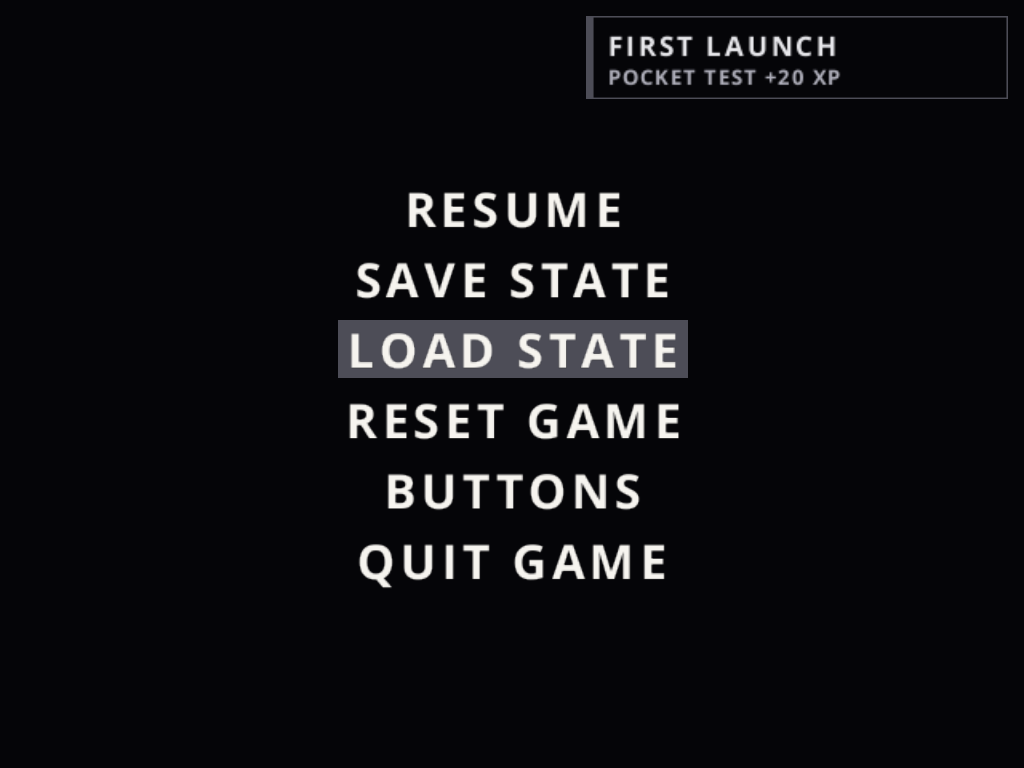 FIRST LAUNCH
POCKET TEST +20 XP
RESUME
SAVE STATE
LOAD STATE
RESET GAME
BUTTONS
QUIT GAME